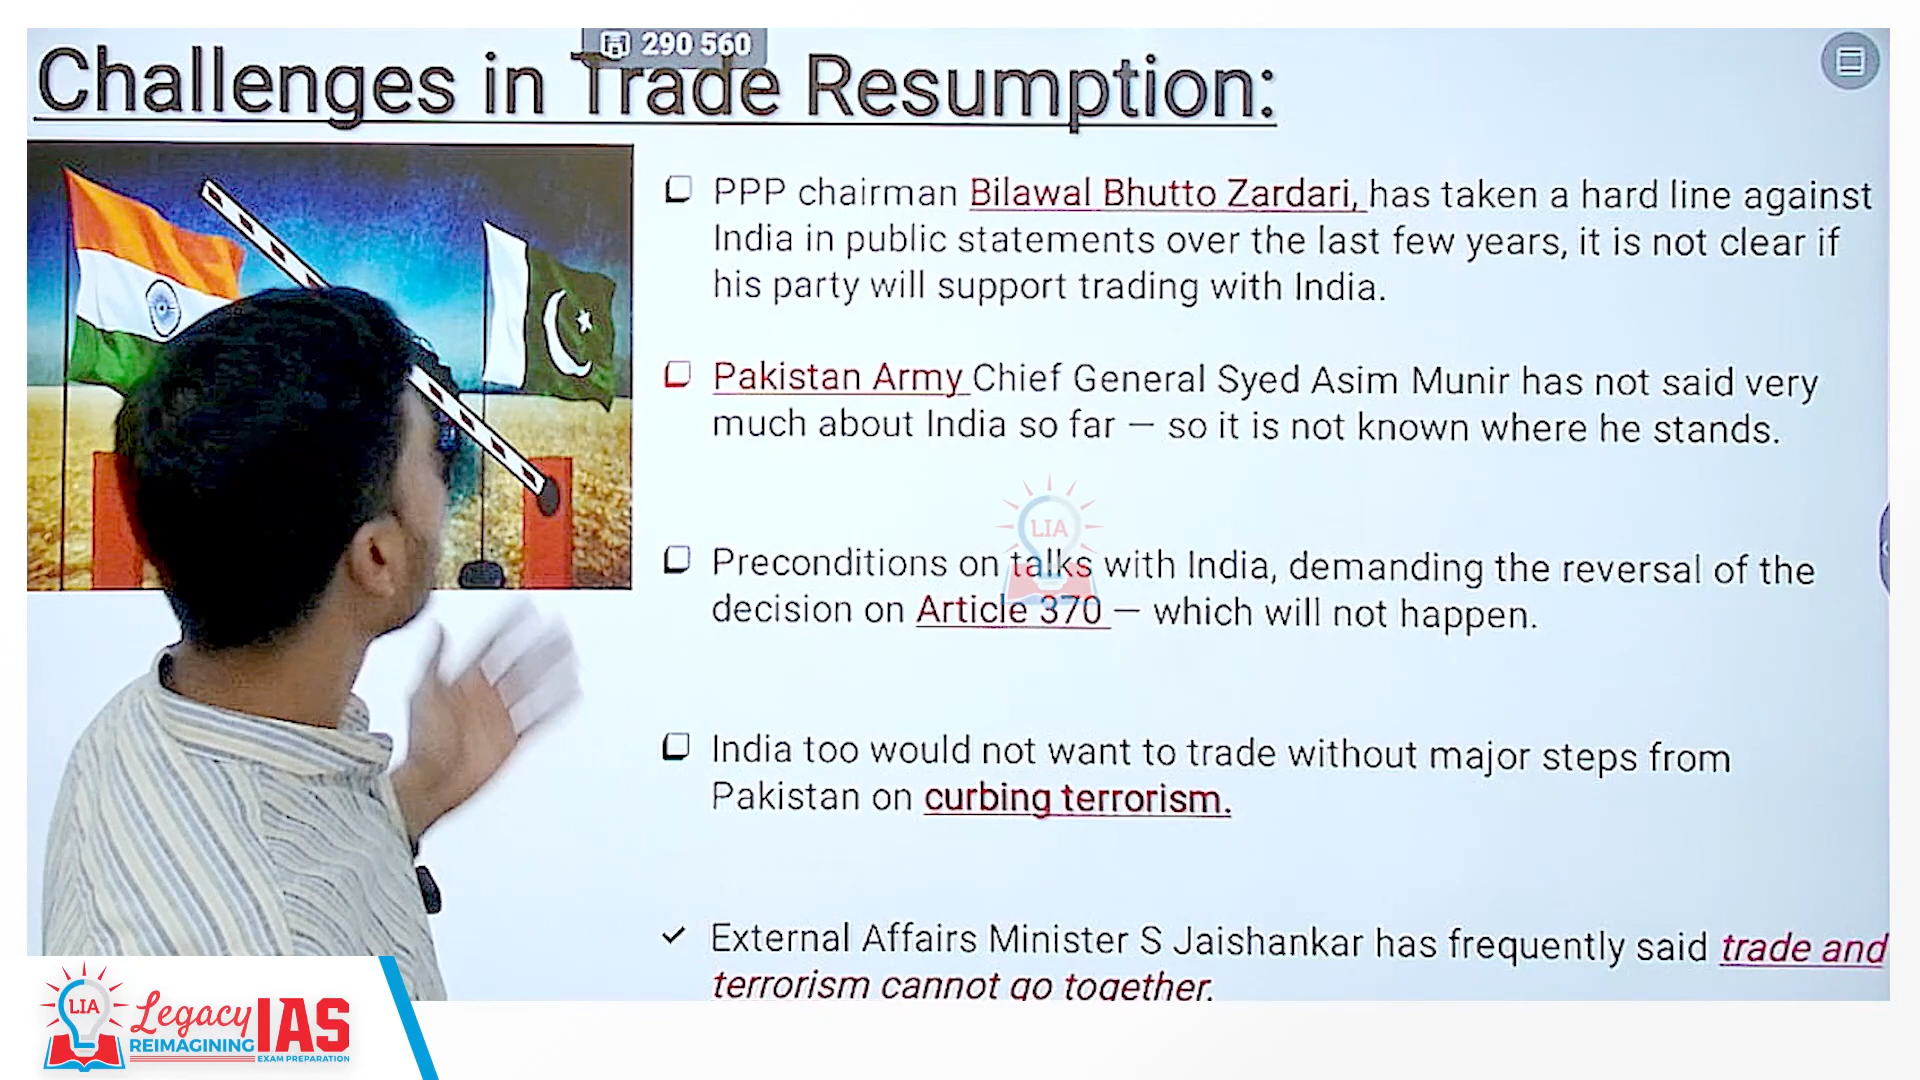 290 560
Challenges in Trade Resumption:
PPP chairman Bilawal Bhutto Zardari, has taken a hard line against
India in public statements over the last few years, it is not clear if
his party will support trading with India.
Pakistan Army Chief General Syed Asim Munir has not said very
much about India so far – so it is not known where he stands.
LIA
Preconditions on talks with India, demanding the reversal of the
decision on Article 370 – which will not happen.
India too would not want to trade without major steps from
Pakistan on curbing terrorism.
External Affairs Minister S Jaishankar has frequently said trade and
terrorism cannot go together.
LIA
Legacy IAS
REIMAGINING
EXAM PREPARATION